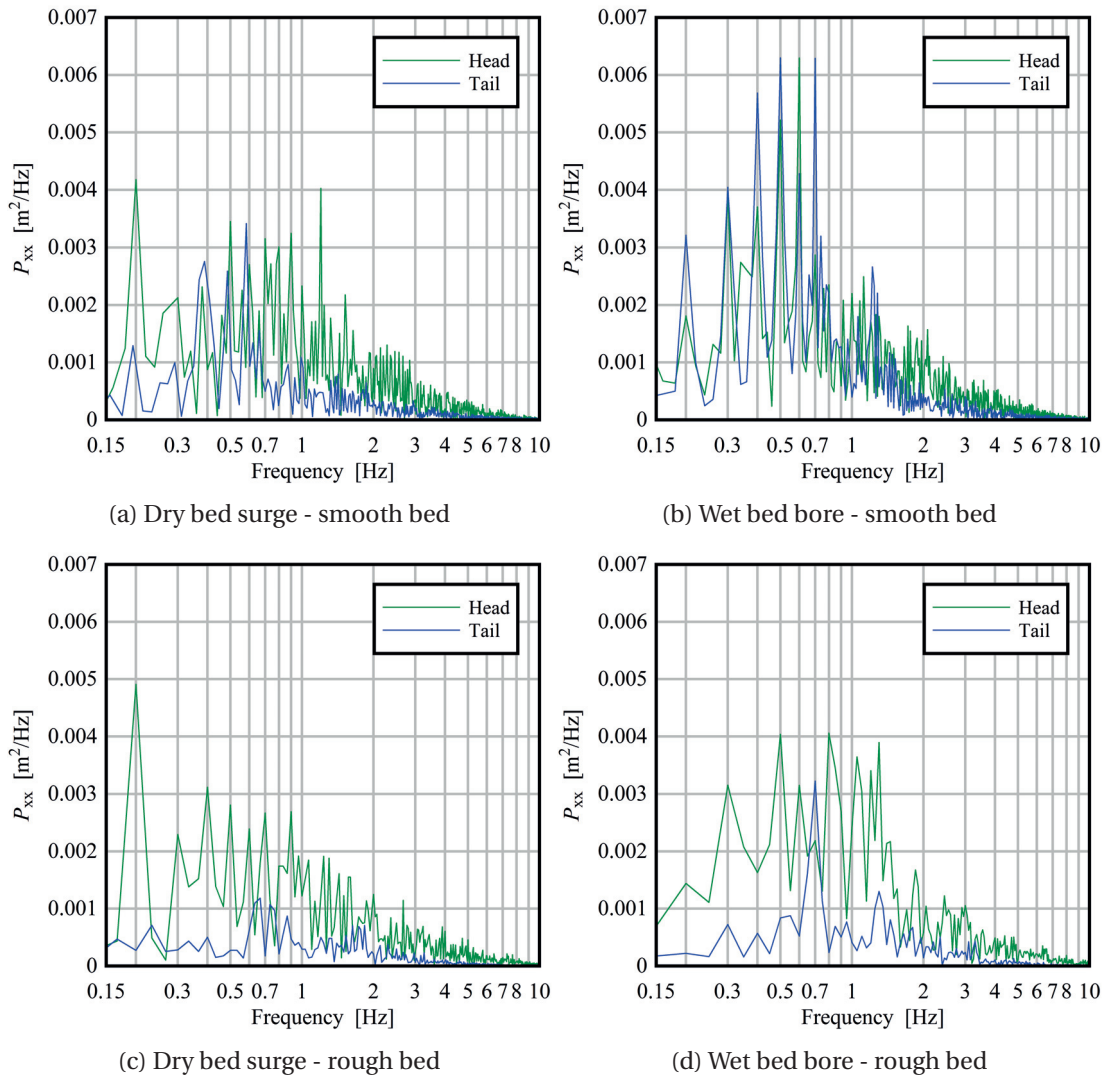 0.007
0.006
0.005
0.004
0.003
0.002
0.001
0
P_xx [m²/Hz]
Head
Tail
0.15 0.3 0.5 0.7 1 2 3 4 5 6 7 8 10
Frequency [Hz]
(a) Dry bed surge - smooth bed
0.007
0.006
0.005
0.004
0.003
0.002
0.001
0
P_xx [m²/Hz]
Head
Tail
0.15 0.3 0.5 0.7 1 2 3 4 5 6 7 8 10
Frequency [Hz]
(b) Wet bed bore - smooth bed
0.007
0.006
0.005
0.004
0.003
0.002
0.001
0
P_xx [m²/Hz]
Head
Tail
0.15 0.3 0.5 0.7 1 2 3 4 5 6 7 8 10
Frequency [Hz]
(c) Dry bed surge - rough bed
0.007
0.006
0.005
0.004
0.003
0.002
0.001
0
P_xx [m²/Hz]
Head
Tail
0.15 0.3 0.5 0.7 1 2 3 4 5 6 7 8 10
Frequency [Hz]
(d) Wet bed bore - rough bed